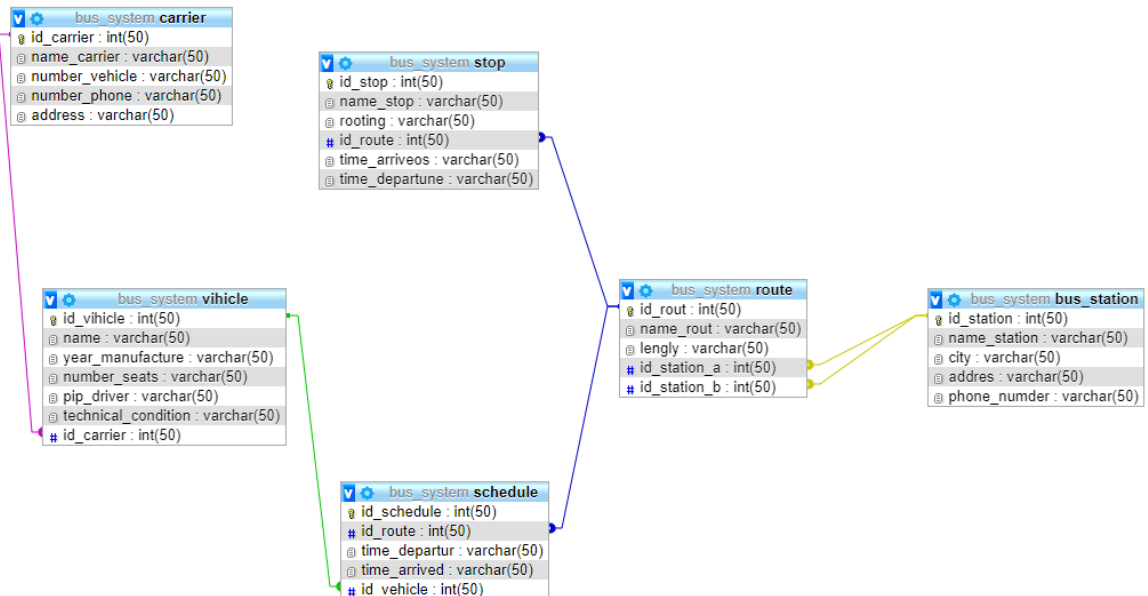 bus_system carrier
id_carrier : int(50)
name_carrier : varchar(50)
number_vehicle : varchar(50)
number_phone : varchar(50)
address : varchar(50)
bus_system stop
id_stop : int(50)
name_stop : varchar(50)
rooting : varchar(50)
# id_route : int(50)
time_arriveos : varchar(50)
time_departune : varchar(50)
bus_system vihicle
id_vihicle : int(50)
name : varchar(50)
year_manufacture : varchar(50)
number_seats : varchar(50)
pip_driver : varchar(50)
technical_condition : varchar(50)
# id_carrier : int(50)
bus_system route
id_rout : int(50)
name_rout : varchar(50)
lengly : varchar(50)
# id_station_a : int(50)
# id_station_b : int(50)
bus_system bus_station
id_station : int(50)
name_station : varchar(50)
city : varchar(50)
addres : varchar(50)
phone_numder : varchar(50)
bus_system schedule
id_schedule : int(50)
# id_route : int(50)
time_departur : varchar(50)
time_arrived : varchar(50)
# id_vehicle : int(50)